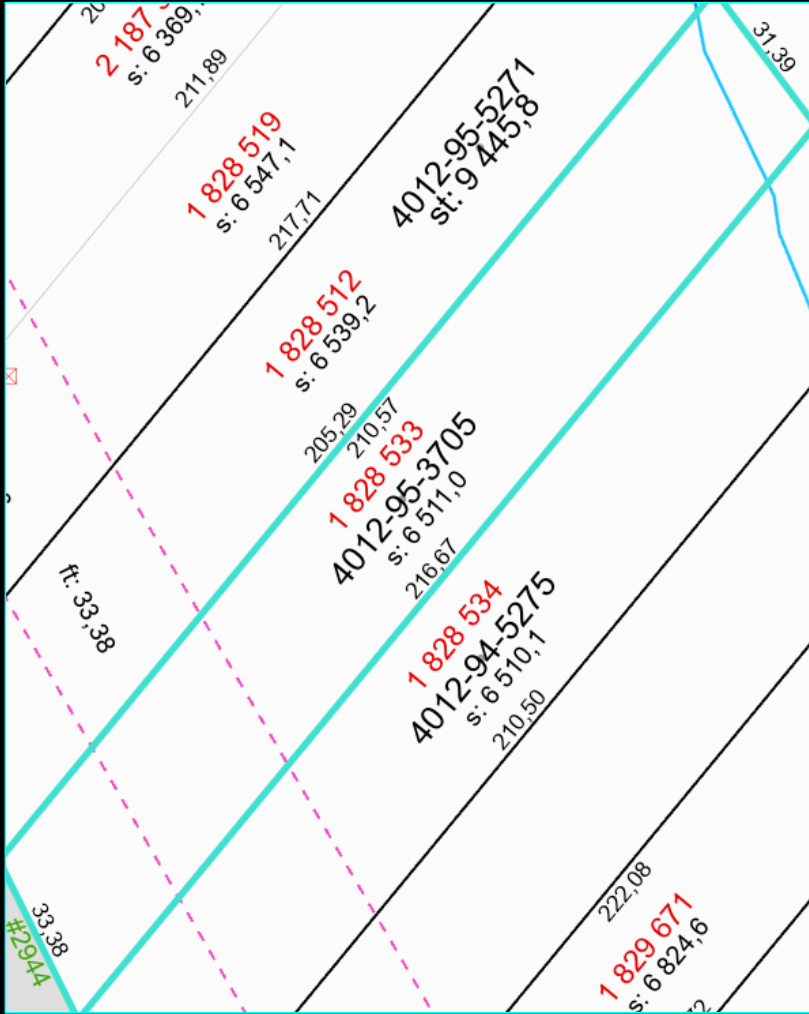 2 187
s: 6 369,
211,89
1 828 519
s: 6 547,1
217,71
4012-95-5271
st: 9 445,8
31,39
1 828 512
s: 6 539,2
205,29
210,57
1 828 533
4012-95-3705
s: 6 511,0
216,67
1 828 534
4012-94-5275
s: 6 510,1
210,50
ft: 33,38
33,38
#2944
222,08
1 829 671
s: 6 824,6